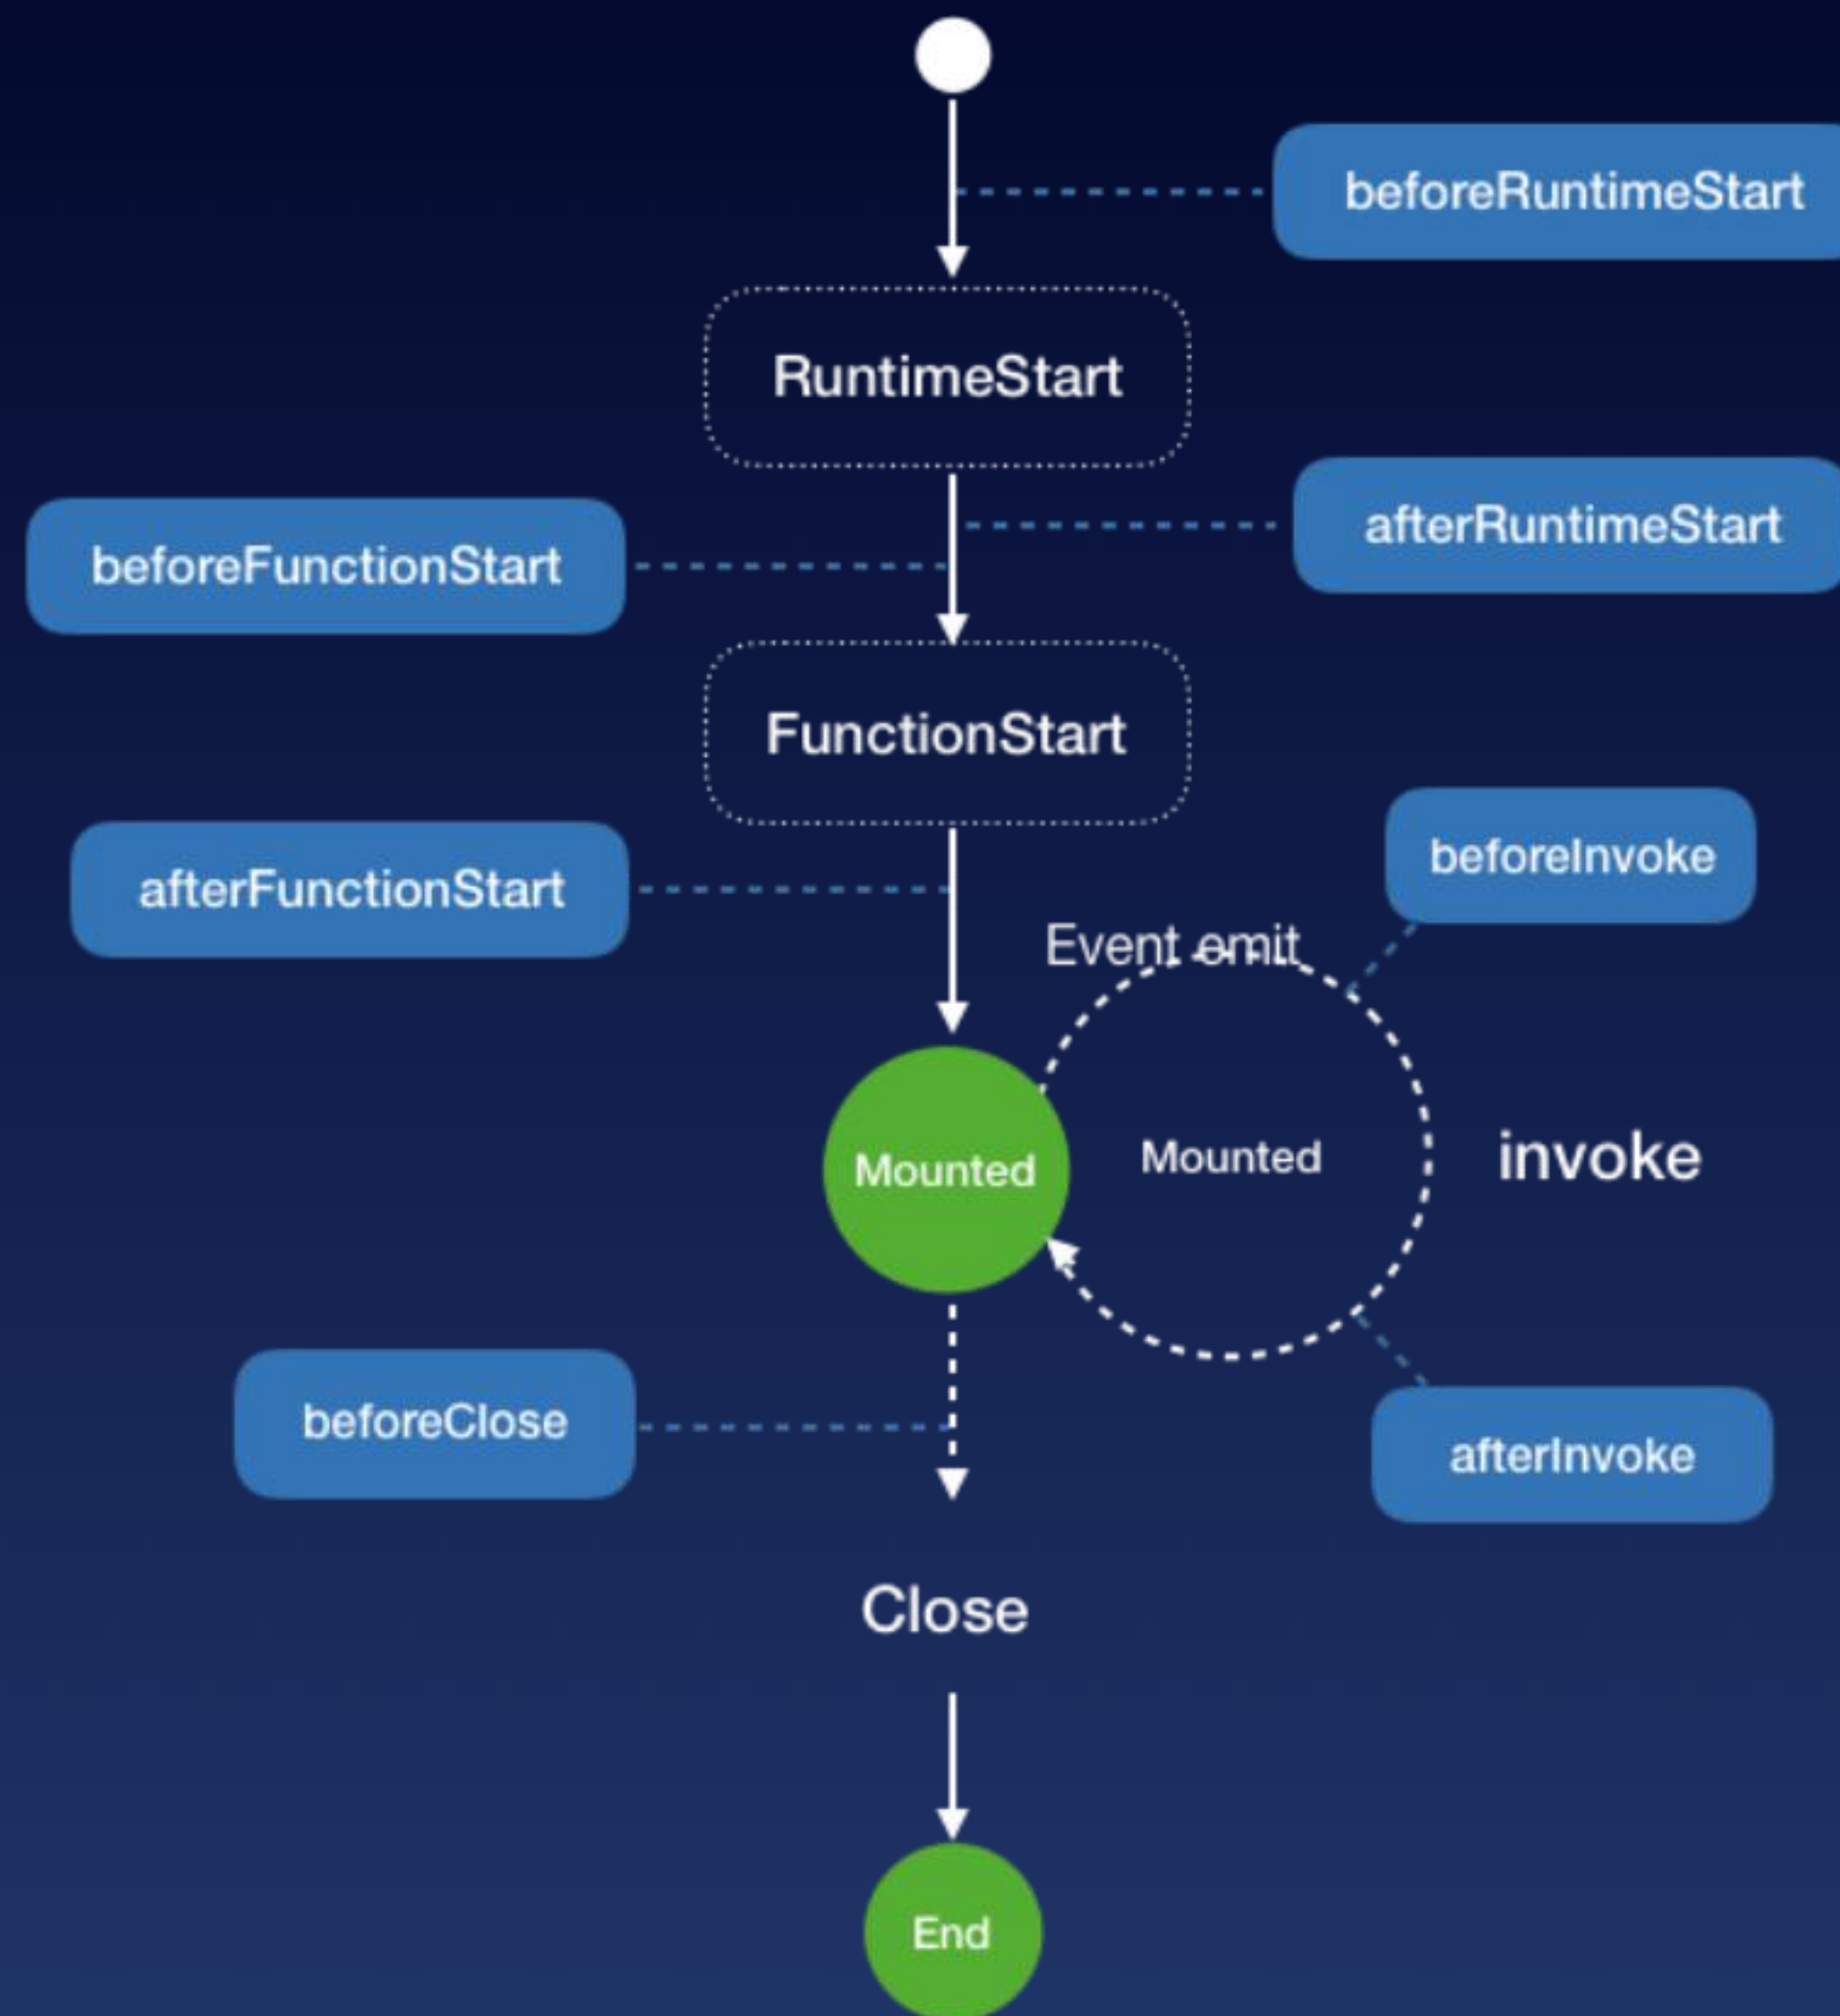 beforeRuntimeStart
RuntimeStart
afterRuntimeStart
beforeFunctionStart
FunctionStart
beforeInvoke
afterFunctionStart
Event emit
Mounted
Mounted
invoke
beforeClose
afterInvoke
Close
End